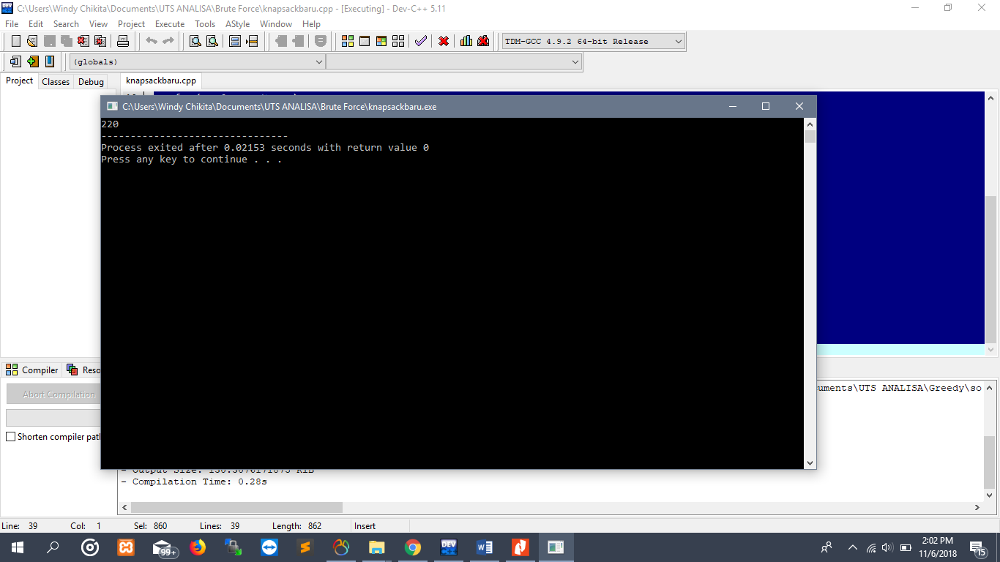 C:\Users\Windy Chikita\Documents\UTS ANALISA\Brute Force\knapsackbaru.cpp - [Executing] - Dev-C++ 5.11
File Edit Search View Project Execute Tools AStyle Window Help
TDM-GCC 4.9.2 64-bit Release
(globals)
Project Classes Debug knapsackbaru.cpp
C:\Users\Windy Chikita\Documents\UTS ANALISA\Brute Force\knapsackbaru.exe
220
--------------------------------
Process exited after 0.02153 seconds with return value 0
Press any key to continue . . .
Compiler Reso
Abort Compilation
uments\UTS ANALISA\Greedy\so
Shorten compiler path
- Output Size:
- Compilation Time: 0.28s
Line: 39 Col: 1 Sel: 860 Lines: 39 Length: 862 Insert
99+
DEV
2:02 PM
11/6/2018
15